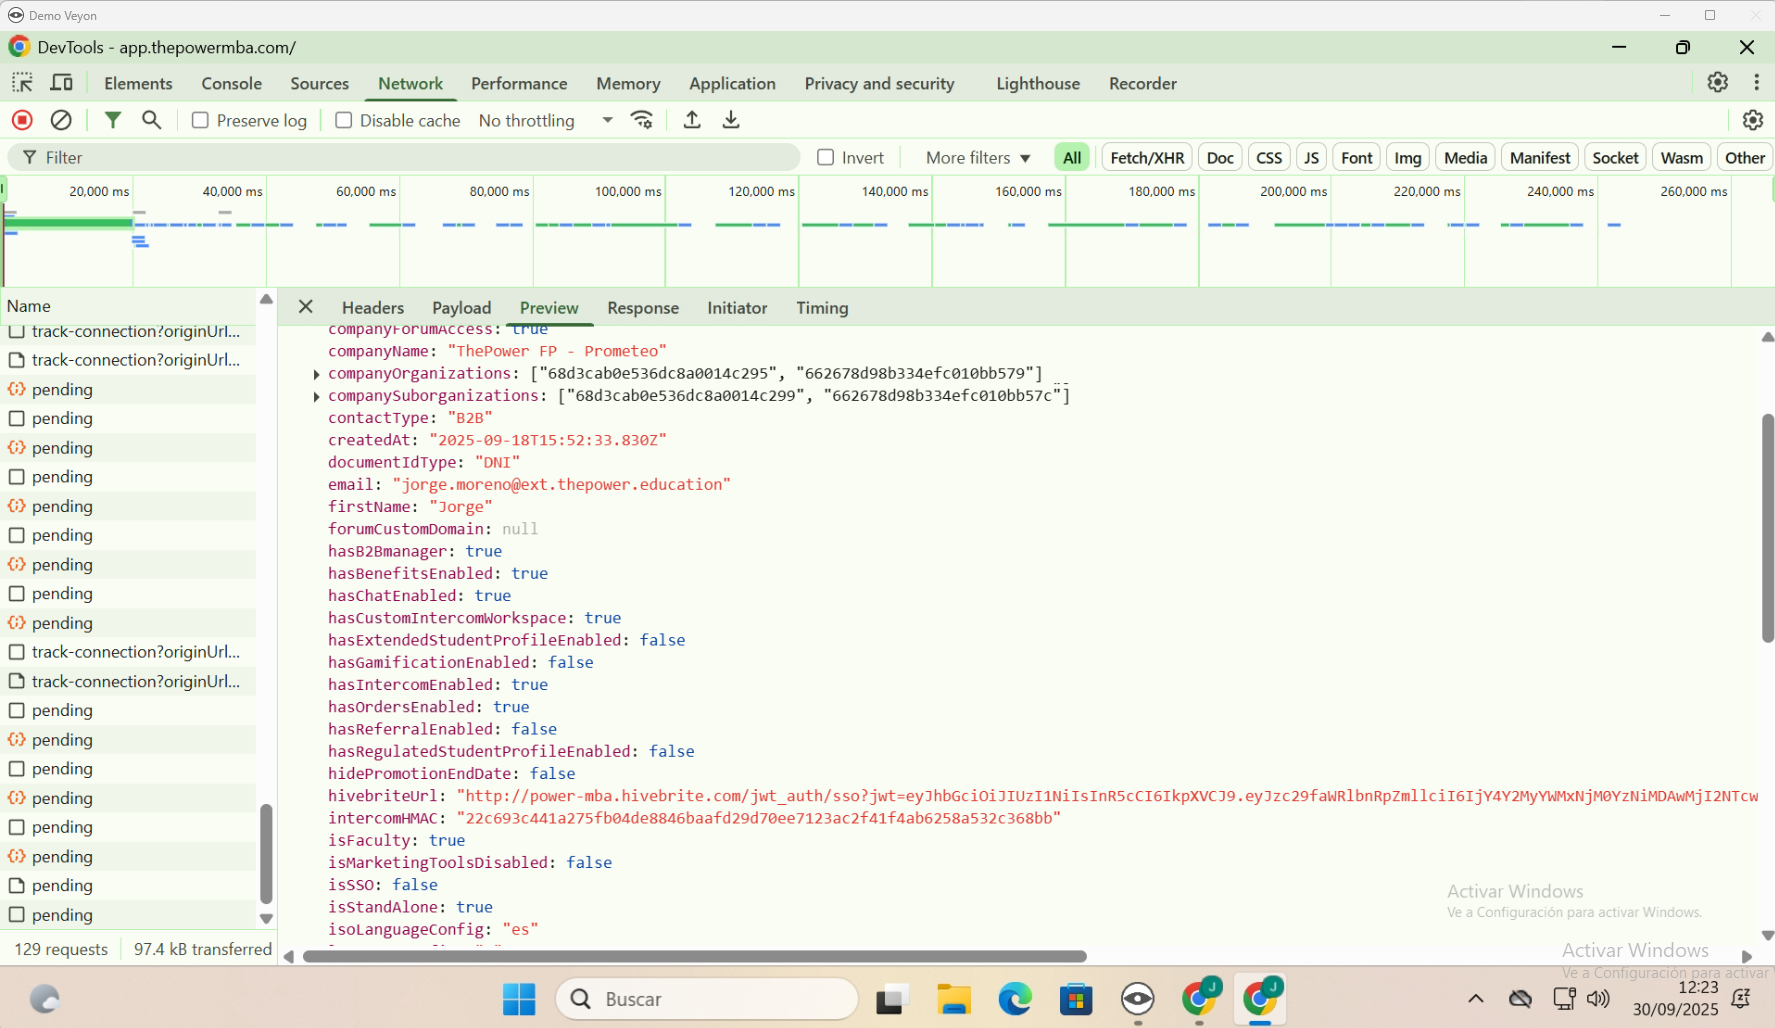 Demo Veyon
DevTools - app.thepowermba.com/
Elements Console Sources Network Performance Memory Application Privacy and security Lighthouse Recorder
Preserve log Disable cache No throttling
Filter Invert More filters All Fetch/XHR Doc CSS JS Font Img Media Manifest Socket Wasm Other
20,000 ms 40,000 ms 60,000 ms 80,000 ms 100,000 ms 120,000 ms 140,000 ms 160,000 ms 180,000 ms 200,000 ms 220,000 ms 240,000 ms 260,000 ms
Name
Headers Payload Preview Response Initiator Timing
track-connection?originUrl...
track-connection?originUrl...
pending
pending
pending
pending
pending
pending
pending
pending
pending
track-connection?originUrl...
track-connection?originUrl...
pending
pending
pending
pending
pending
pending
pending
pending
129 requests 97.4 kB transferred
companyForumAccess: true
companyName: "ThePower FP - Prometeo"
companyOrganizations: ["68d3cab0e536dc8a0014c295", "662678d98b334efc010bb579"]
companySuborganizations: ["68d3cab0e536dc8a0014c299", "662678d98b334efc010bb57c"]
contactType: "B2B"
createdAt: "2025-09-18T15:52:33.830Z"
documentIdType: "DNI"
email: "jorge.moreno@ext.thepower.education"
firstName: "Jorge"
forumCustomDomain: null
hasB2Bmanager: true
hasBenefitsEnabled: true
hasChatEnabled: true
hasCustomIntercomWorkspace: true
hasExtendedStudentProfileEnabled: false
hasGamificationEnabled: false
hasIntercomEnabled: true
hasOrdersEnabled: true
hasReferralEnabled: false
hasRegulatedStudentProfileEnabled: false
hidePromotionEndDate: false
hivebriteUrl: "http://power-mba.hivebrite.com/jwt_auth/sso?jwt=eyJhbGciOiJIUzI1NiIsInR5cCI6IkpXVCJ9.eyJzc29faWRlbnRpZmllciI6IjY4Y2MyYWMxNjM0YzNiMDAwMjI2NTcw
intercomHMAC: "22c693c441a275fb04de8846baafd29d70ee7123ac2f41f4ab6258a532c368bb"
isFaculty: true
isMarketingToolsDisabled: false
isSSO: false
isStandAlone: true
isoLanguageConfig: "es"
Activar Windows
Ve a Configuración para activar Windows.
Activar Windows
Ve a Configuración para activar
Buscar
J
J
12:23
30/09/2025